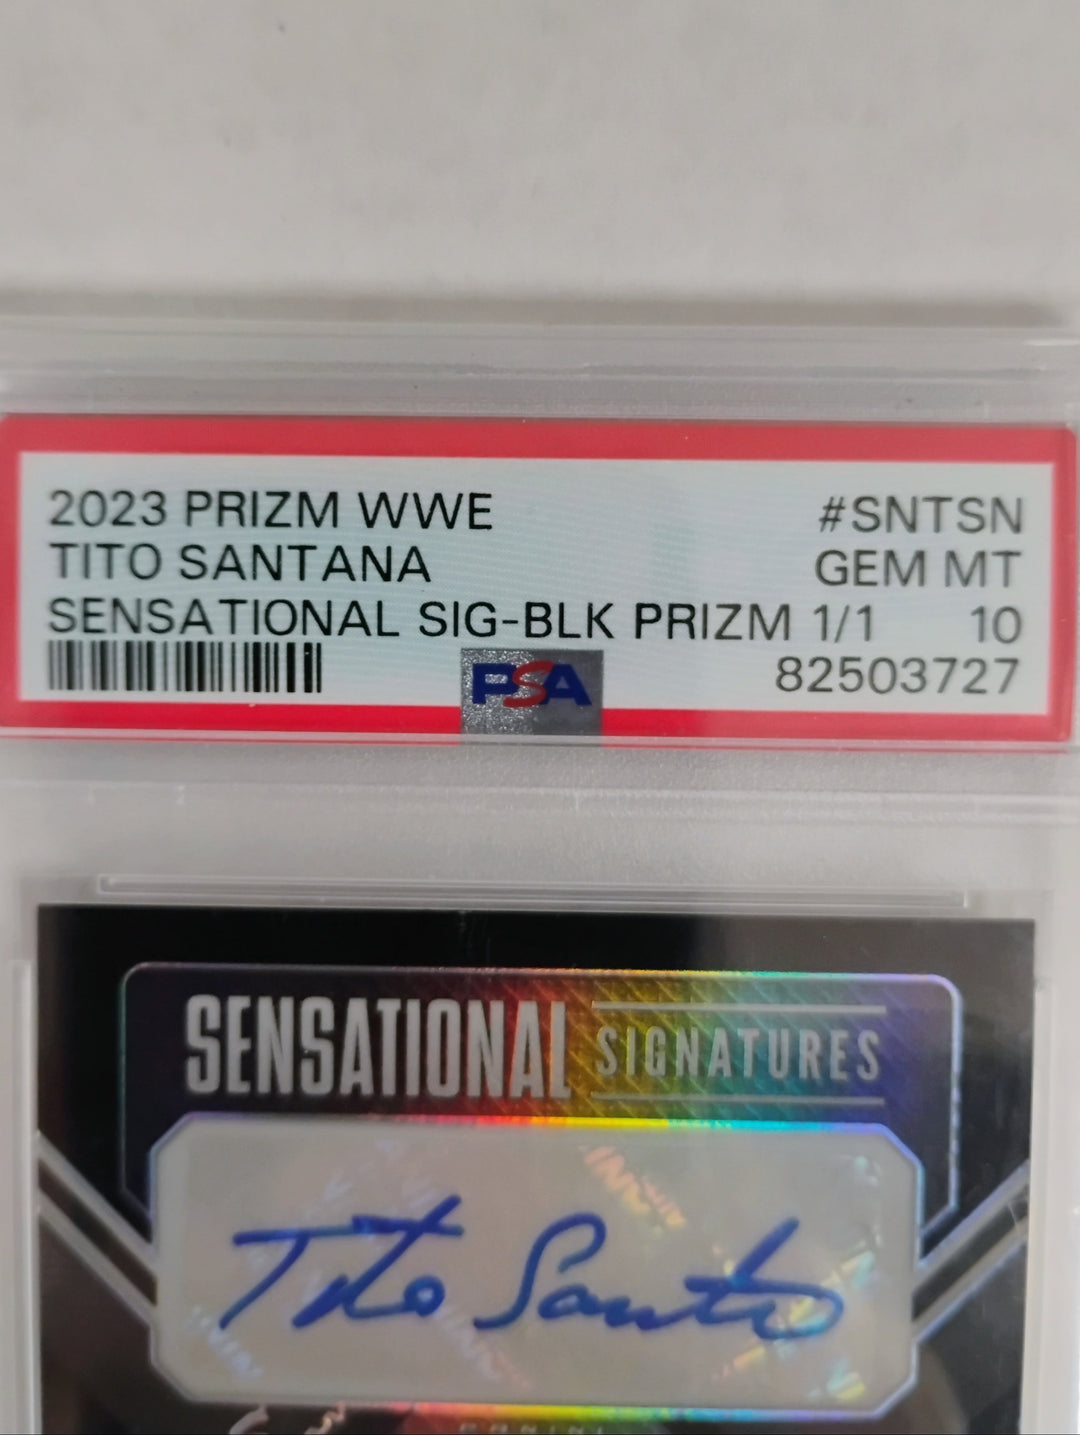 2023 PRIZM WWE #SNTSN
TITO SANTANA GEM MT
SENSATIONAL SIG-BLK PRIZM 1/1 10
PSA 82503727
SENSATIONAL SIGNATURES
Tito Santa